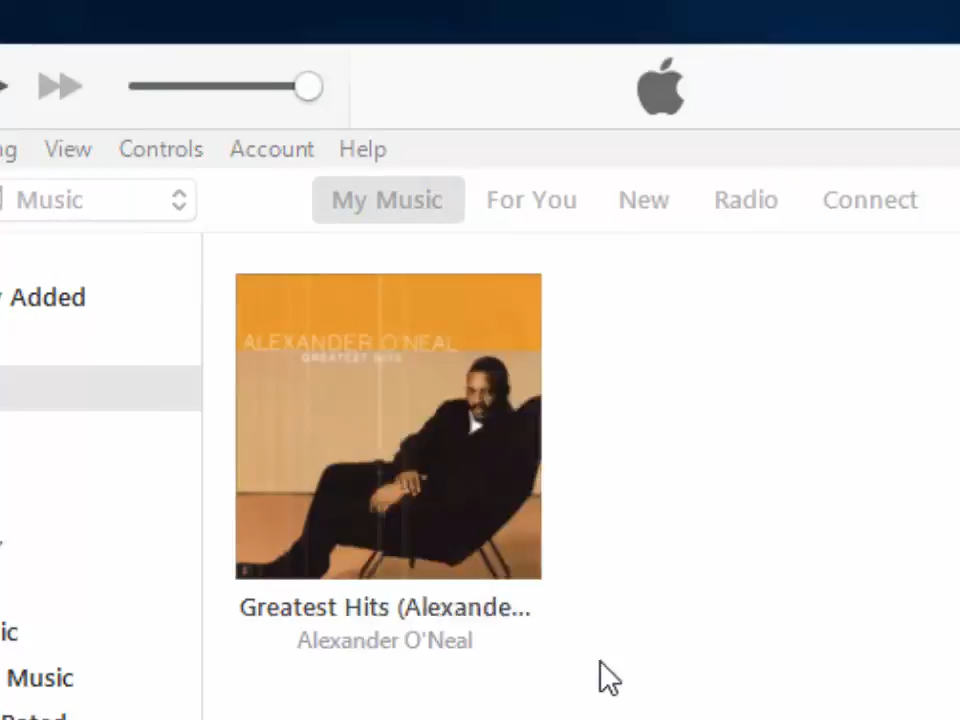 View Controls Account Help
Music
My Music For You New Radio Connect
Added
ALEXANDER O'NEAL
GREATEST HITS
Greatest Hits (Alexande...
Alexander O'Neal
Music